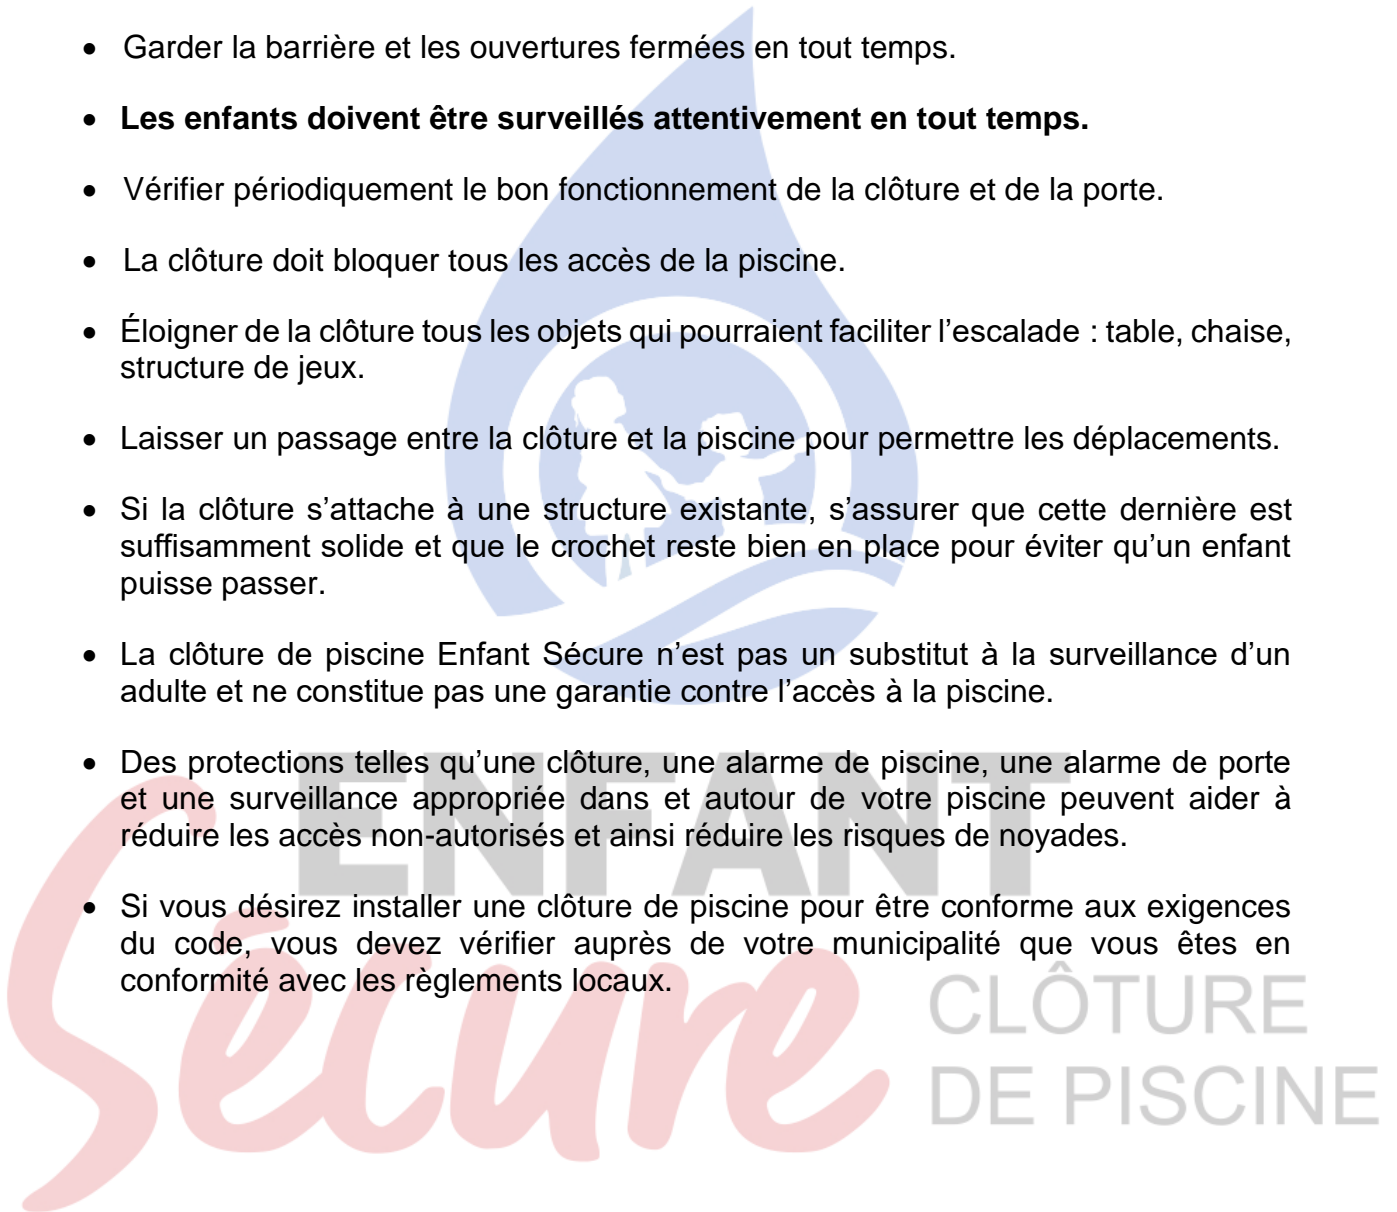 • Garder la barrière et les ouvertures fermées en tout temps.
• Les enfants doivent être surveillés attentivement en tout temps.
• Vérifier périodiquement le bon fonctionnement de la clôture et de la porte.
• La clôture doit bloquer tous les accès de la piscine.
• Éloigner de la clôture tous les objets qui pourraient faciliter l’escalade : table, chaise,
structure de jeux.
• Laisser un passage entre la clôture et la piscine pour permettre les déplacements.
• Si la clôture s’attache à une structure existante, s’assurer que cette dernière est
suffisamment solide et que le crochet reste bien en place pour éviter qu’un enfant
puisse passer.
• La clôture de piscine Enfant Sécure n’est pas un substitut à la surveillance d’un
adulte et ne constitue pas une garantie contre l’accès à la piscine.
• Des protections telles qu’une clôture, une alarme de piscine, une alarme de porte
et une surveillance appropriée dans et autour de votre piscine peuvent aider à
réduire les accès non-autorisés et ainsi réduire les risques de noyades.
• Si vous désirez installer une clôture de piscine pour être conforme aux exigences
du code, vous devez vérifier auprès de votre municipalité que vous êtes en
conformité avec les règlements locaux.
ENFANT
Sécure
CLÔTURE
DE PISCINE